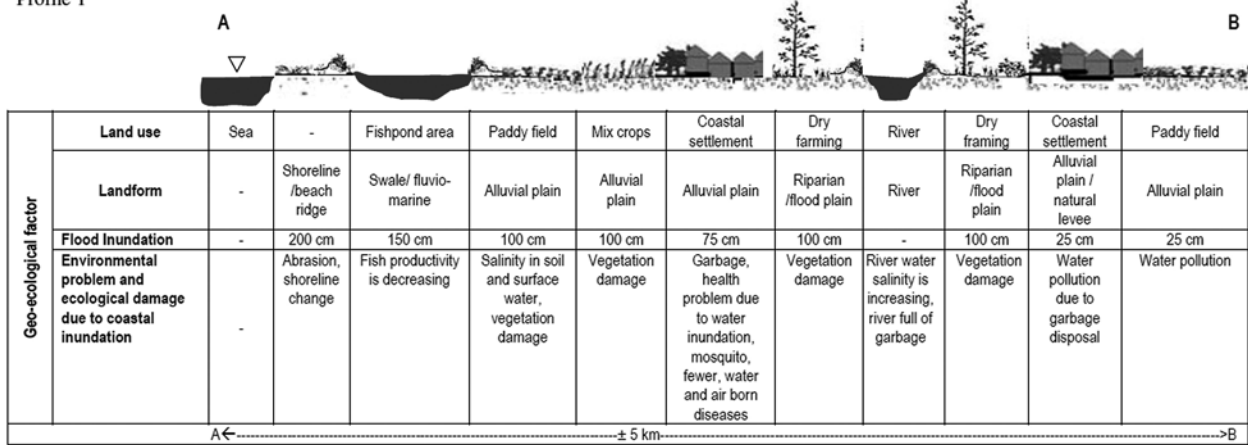 Profile 1
A
B
Land use
Sea
-
Fishpond area
Paddy field
Mix crops
Coastal
settlement
Dry
farming
River
Dry
framing
Coastal
settlement
Paddy field
Landform
-
Shoreline
/beach
ridge
Swale/ fluvio-
marine
Alluvial plain
Alluvial
plain
Alluvial plain
Riparian
/flood plain
River
Riparian
/flood
plain
Alluvial
plain /
natural
levee
Alluvial plain
Geo-ecological factor
Flood Inundation
-
200 cm
150 cm
100 cm
100 cm
75 cm
100 cm
-
100 cm
25 cm
25 cm
Environmental
problem and
ecological damage
due to coastal
inundation
-
Abrasion,
shoreline
change
Fish productivity
is decreasing
Salinity in soil
and surface
water,
vegetation
damage
Vegetation
damage
Garbage,
health
problem due
to water
inundation,
mosquito,
fewer, water
and air born
diseases
Vegetation
damage
River water
salinity is
increasing,
river full of
garbage
Vegetation
damage
Water
pollution
due to
garbage
disposal
Water pollution
A ± 5 km >B